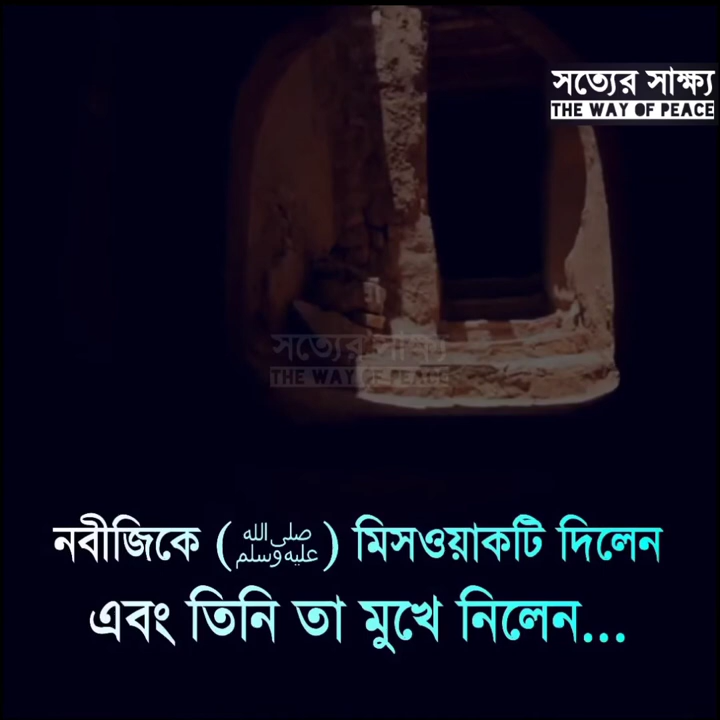 সত্যের সাক্ষ্য
THE WAY OF PEACE
সত্যের সাক্ষ্য
THE WAY OF PEACE
নবীজিকে (ﷺ) মিসওয়াকটি দিলেন
এবং তিনি তা মুখে নিলেন...